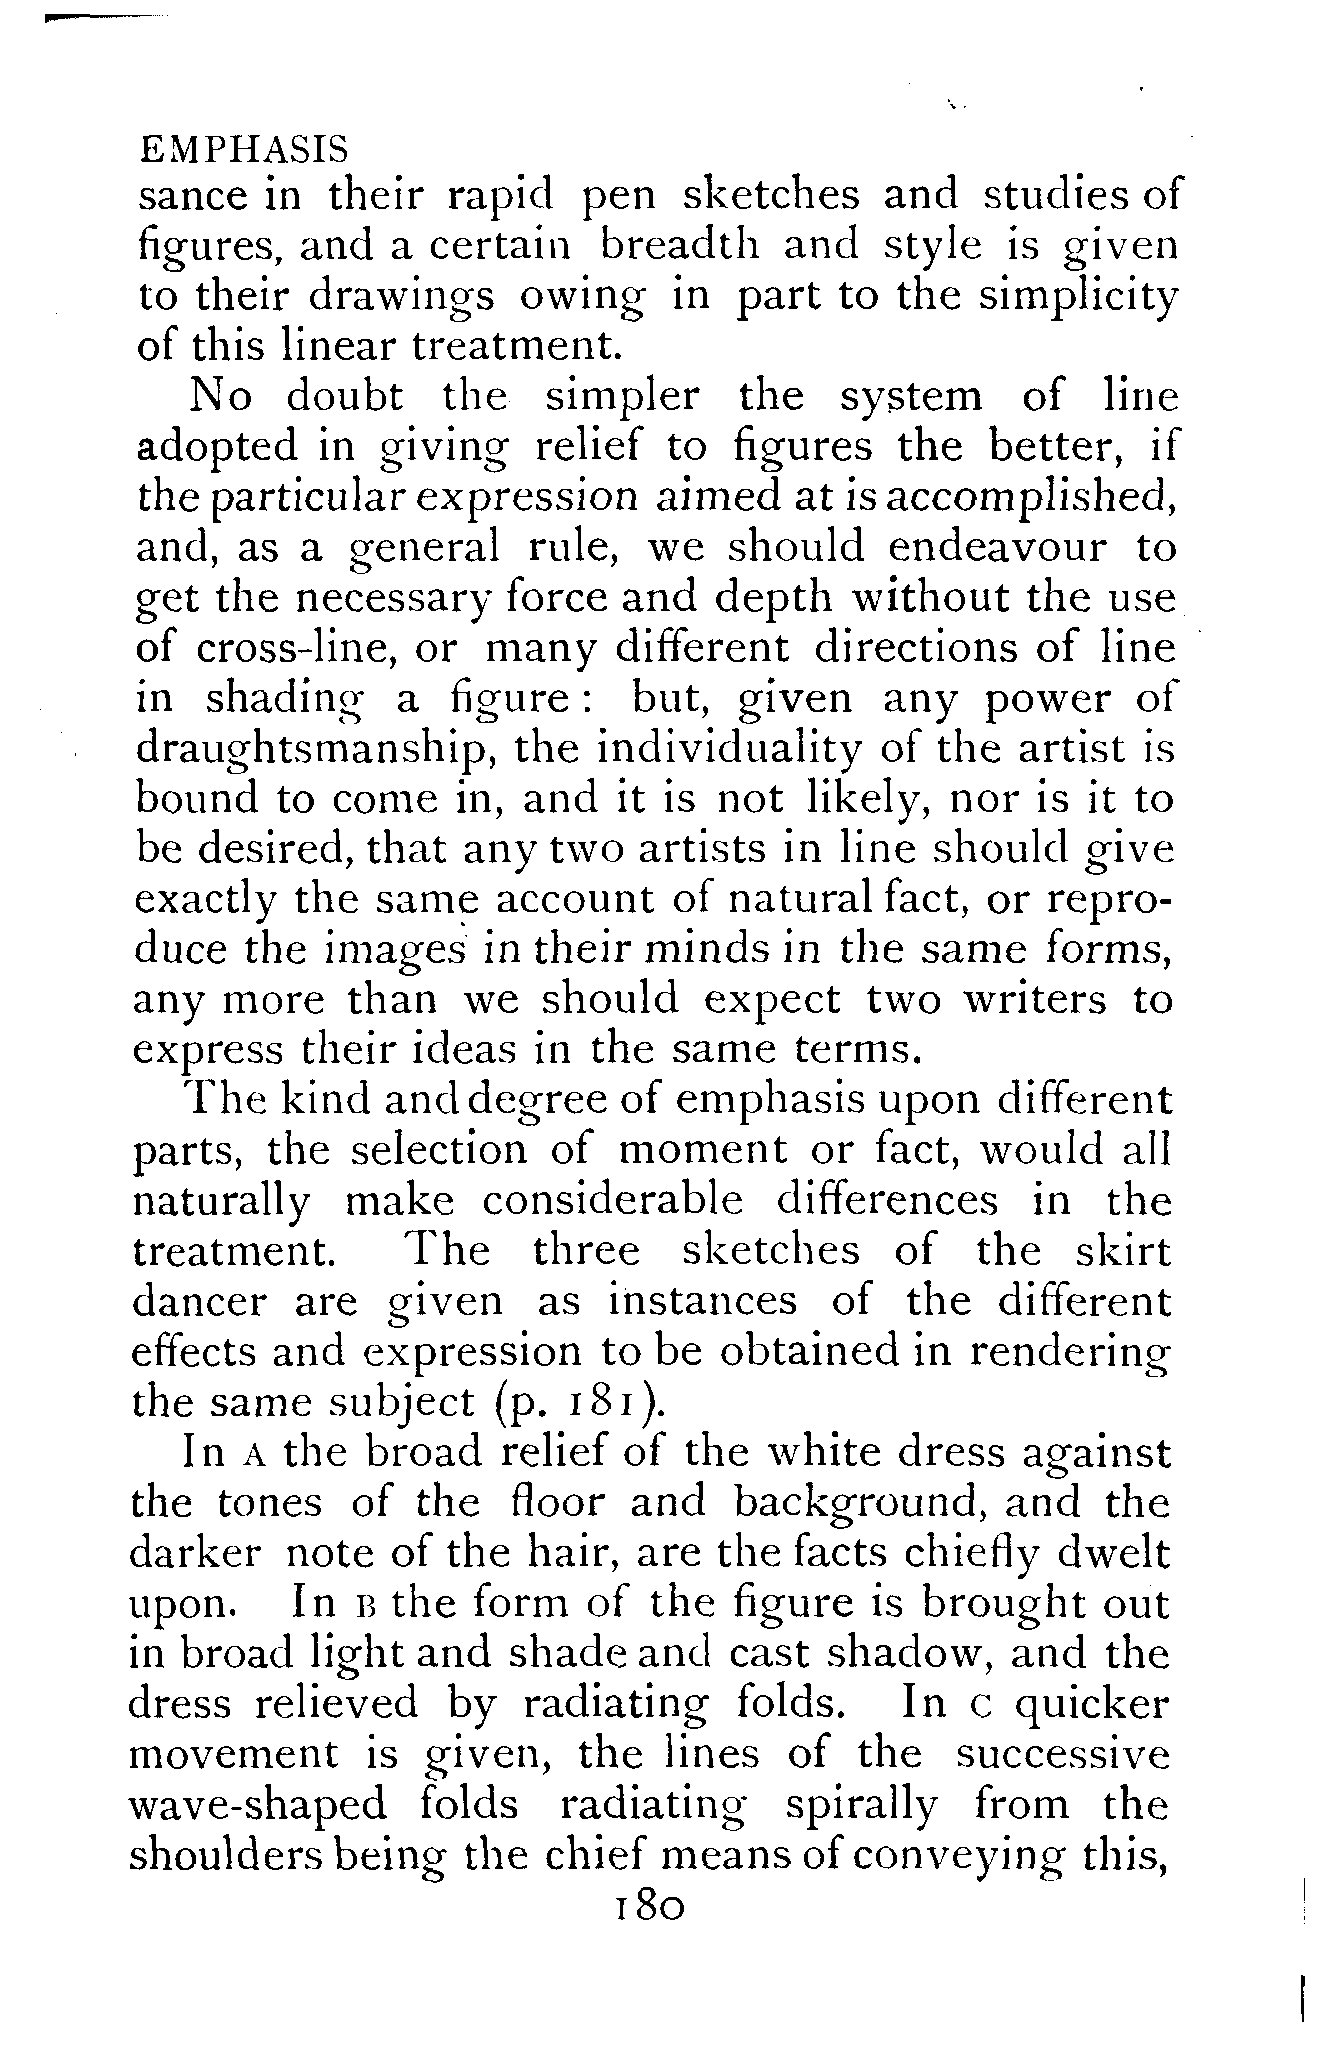 EMPHASIS
sance in their rapid pen sketches and studies of
figures, and a certain breadth and style is given
to their drawings owing in part to the simplicity
of this linear treatment.
No doubt the simpler the system of line
adopted in giving relief to figures the better, if
the particular expression aimed at is accomplished,
and, as a general rule, we should endeavour to
get the necessary force and depth without the use
of cross-line, or many different directions of line
in shading a figure : but, given any power of
draughtsmanship, the individuality of the artist is
bound to come in, and it is not likely, nor is it to
be desired, that any two artists in line should give
exactly the same account of natural fact, or repro-
duce the images in their minds in the same forms,
any more than we should expect two writers to
express their ideas in the same terms.
The kind and degree of emphasis upon different
parts, the selection of moment or fact, would all
naturally make considerable differences in the
treatment. The three sketches of the skirt
dancer are given as instances of the different
effects and expression to be obtained in rendering
the same subject (p. 181).
In A the broad relief of the white dress against
the tones of the floor and background, and the
darker note of the hair, are the facts chiefly dwelt
upon. In B the form of the figure is brought out
in broad light and shade and cast shadow, and the
dress relieved by radiating folds. In C quicker
movement is given, the lines of the successive
wave-shaped folds radiating spirally from the
shoulders being the chief means of conveying this,
180